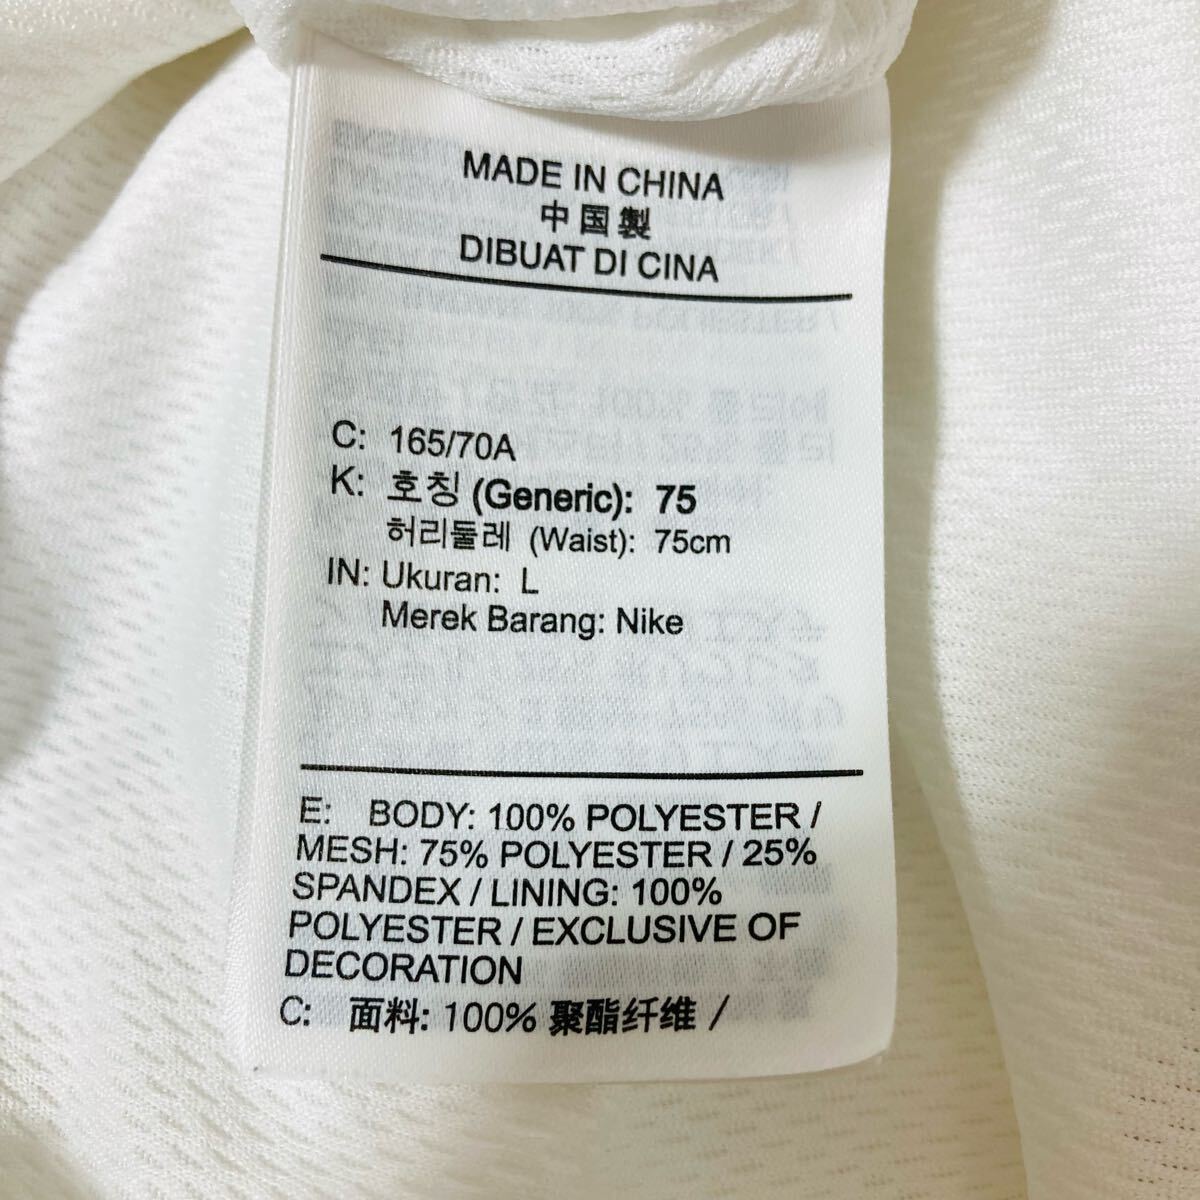 MADE IN CHINA
中国製
DIBUAT DI CINA
C: 165/70A
K: 호칭 (Generic): 75
허리둘레 (Waist): 75cm
IN: Ukuran: L
Merek Barang: Nike
E: BODY: 100% POLYESTER /
MESH: 75% POLYESTER / 25%
SPANDEX / LINING: 100%
POLYESTER / EXCLUSIVE OF
DECORATION
C: 面料: 100% 聚酯纤维 /